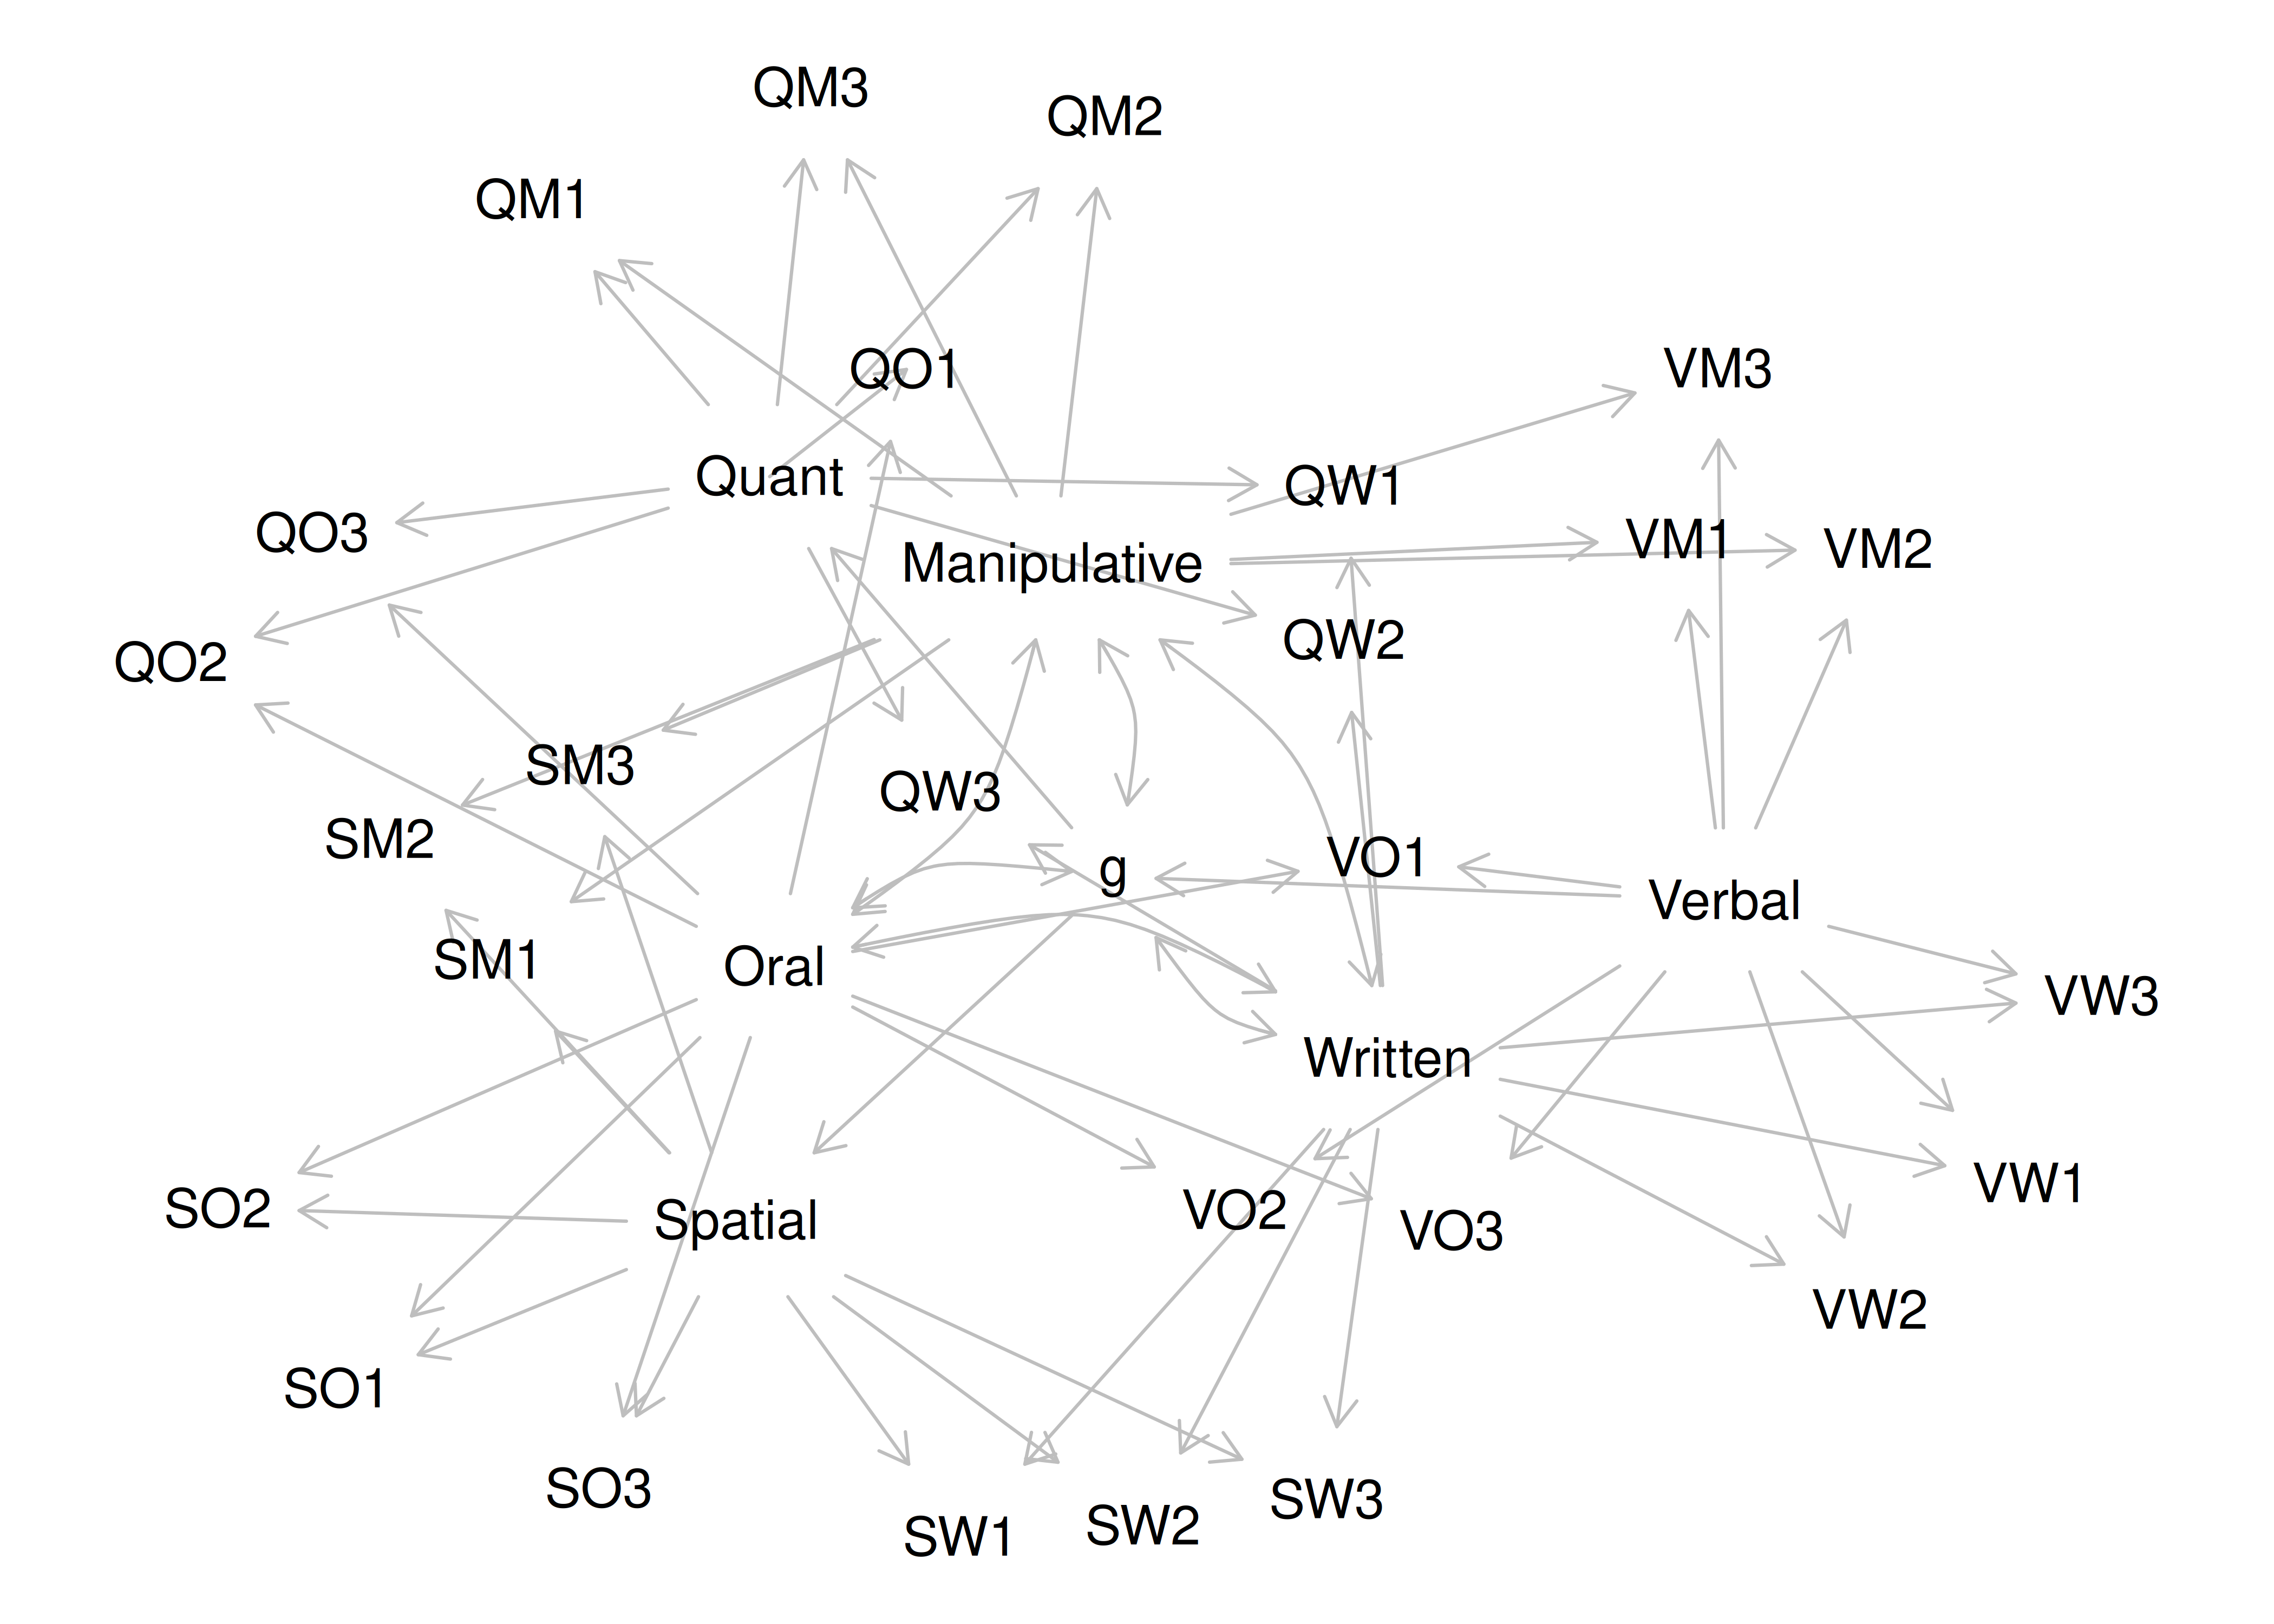 QM3
QM2
QM1
QO1
VM3
Quant
QW1
QO3
VM1
VM2
Manipulative
QW2
QO2
SM3
QW3
SM2
VO1
g
Verbal
SM1
Oral
VW3
Written
VW1
SO2
VO2
Spatial
VO3
VW2
SO1
SO3
SW3
SW2
SW1